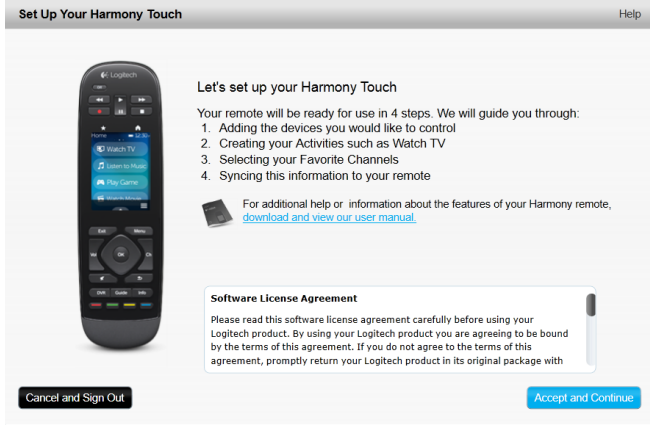 Set Up Your Harmony Touch
Help
Logitech
Home 12:30
Watch TV
Listen to Music
Play Game
Watch Movie
Exit Menu
Vol OK Ch
DVR Guide Info
Let's set up your Harmony Touch
Your remote will be ready for use in 4 steps. We will guide you through:
1. Adding the devices you would like to control
2. Creating your Activities such as Watch TV
3. Selecting your Favorite Channels
4. Syncing this information to your remote
For additional help or information about the features of your Harmony remote,
download and view our user manual.
Software License Agreement
Please read this software license agreement carefully before using your
Logitech product. By using your Logitech product you are agreeing to be bound
by the terms of this agreement. If you do not agree to the terms of this
agreement, promptly return your Logitech product in its original package with
Cancel and Sign Out
Accept and Continue